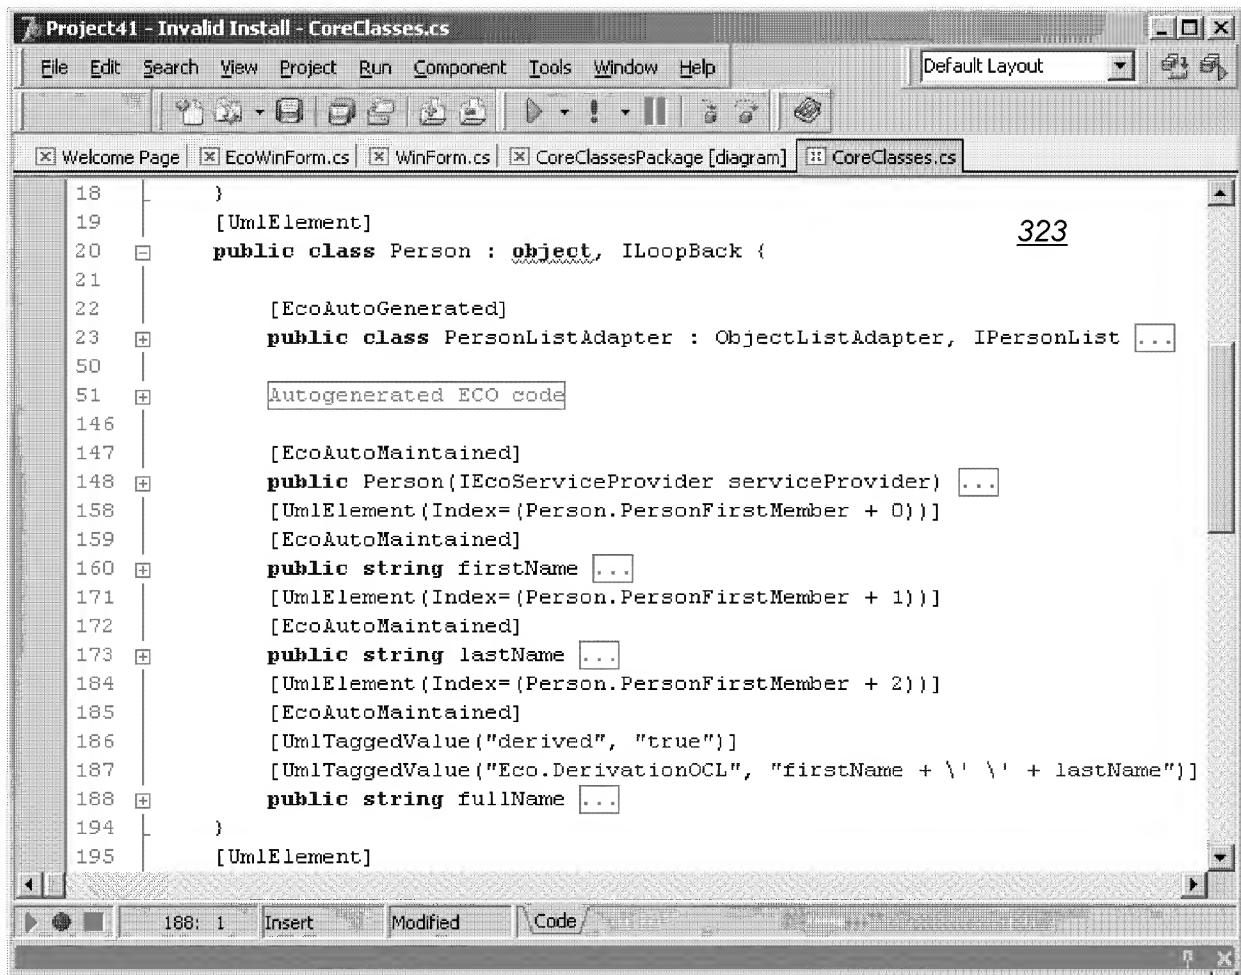 Project41 - Invalid Install - CoreClasses.cs
File Edit Search View Project Run Component Tools Window Help Default Layout
Welcome Page EcoWinForm.cs WinForm.cs CoreClassesPackage [diagram] CoreClasses.cs
18 }
19 [UmlElement]
323
20 public class Person : object, ILoopBack {
21
22 [EcoAutoGenerated]
23 public class PersonListAdapter : ObjectListAdapter, IPersonList ...
50
51 Autogenerated ECO code
146
147 [EcoAutoMaintained]
148 public Person(IEcoServiceProvider serviceProvider) ...
158 [UmlElement(Index=(Person.PersonFirstMember + 0))]
159 [EcoAutoMaintained]
160 public string firstName ...
171 [UmlElement(Index=(Person.PersonFirstMember + 1))]
172 [EcoAutoMaintained]
173 public string lastName ...
184 [UmlElement(Index=(Person.PersonFirstMember + 2))]
185 [EcoAutoMaintained]
186 [UmlTaggedValue("derived", "true")]
187 [UmlTaggedValue("Eco.DerivationOCL", "firstName + \' \' + lastName")]
188 public string fullName ...
194 }
195 [UmlElement]
188: 1 Insert Modified Code